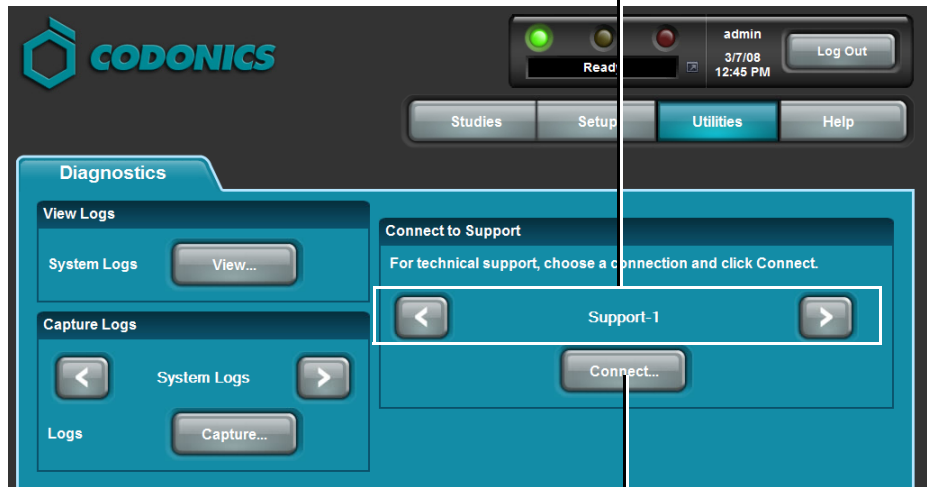 CODONICS
Ready
admin
3/7/08
12:45 PM
Log Out
Studies
Setup
Utilities
Help
Diagnostics
View Logs
System Logs
View...
Capture Logs
System Logs
Logs
Capture...
Connect to Support
For technical support, choose a connection and click Connect.
Support-1
Connect...